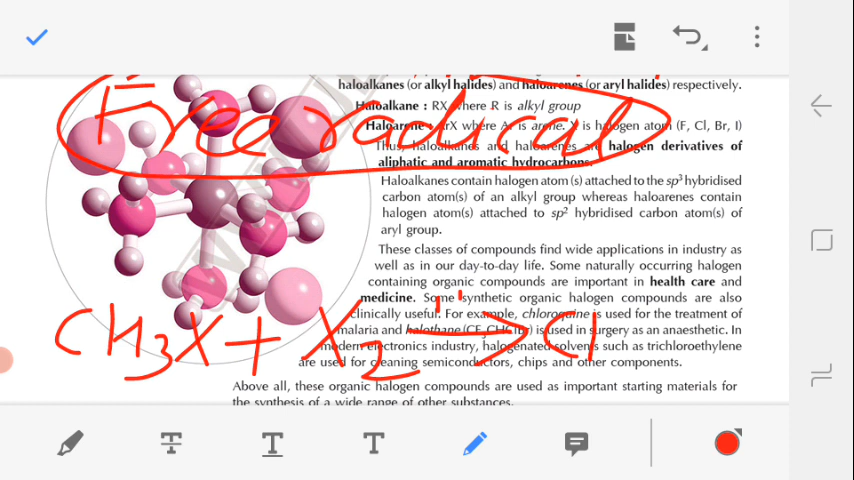 haloalkanes (or alkyl halides) and haloarenes (or aryl halides) respectively.
Haloalkane : RX where R is alkyl group
Free radical
Haloarene : ArX where Ar is arene. X is halogen atom (F, Cl, Br, I)
Thus, haloalkanes and haloarenes are halogen derivatives of
aliphatic and aromatic hydrocarbons.
Haloalkanes contain halogen atom (s) attached to the sp³ hybridised
carbon atom(s) of an alkyl group whereas haloarenes contain
halogen atom(s) attached to sp² hybridised carbon atom(s) of
aryl group.
These classes of compounds find wide applications in industry as
well as in our day-to-day life. Some naturally occurring halogen
containing organic compounds are important in health care and
medicine. Some synthetic organic halogen compounds are also
clinically useful. For example, chloroquine is used for the treatment of
malaria and halothane (CF₃CHClBr) is used in surgery as an anaesthetic. In
modern electronics industry, halogenated solvents such as trichloroethylene
are used for cleaning semiconductors, chips and other components.
CH₃X + X₂ → Cl
Above all, these organic halogen compounds are used as important starting materials for
the synthesis of a wide range of other substances.
T T T